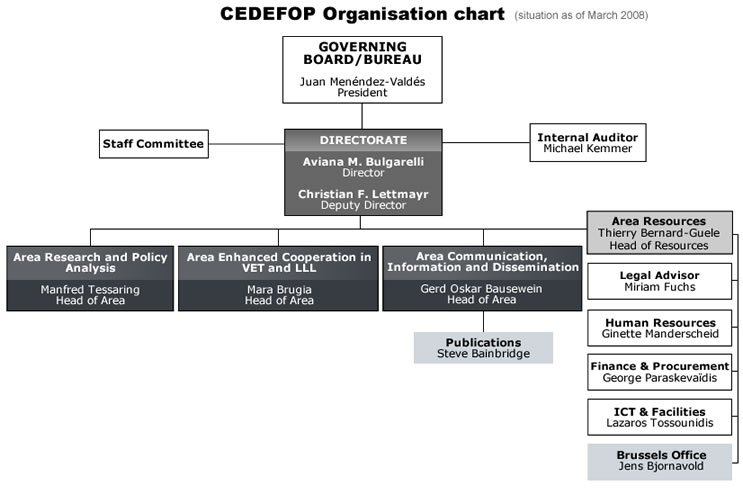 CEDEFOP Organisation chart (situation as of March 2008)
GOVERNING
BOARD/BUREAU
Juan Menéndez-Valdés
President
Staff Committee
DIRECTORATE
Aviana M. Bulgarelli
Director
Christian F. Lettmayr
Deputy Director
Internal Auditor
Michael Kemmer
Area Research and Policy
Analysis
Manfred Tessaring
Head of Area
Area Enhanced Cooperation in
VET and LLL
Mara Brugia
Head of Area
Area Communication,
Information and Dissemination
Gerd Oskar Bausewein
Head of Area
Publications
Steve Bainbridge
Area Resources
Thierry Bernard-Guele
Head of Resources
Legal Advisor
Miriam Fuchs
Human Resources
Ginette Manderscheid
Finance & Procurement
George Paraskevaïdis
ICT & Facilities
Lazaros Tossounidis
Brussels Office
Jens Bjornavold